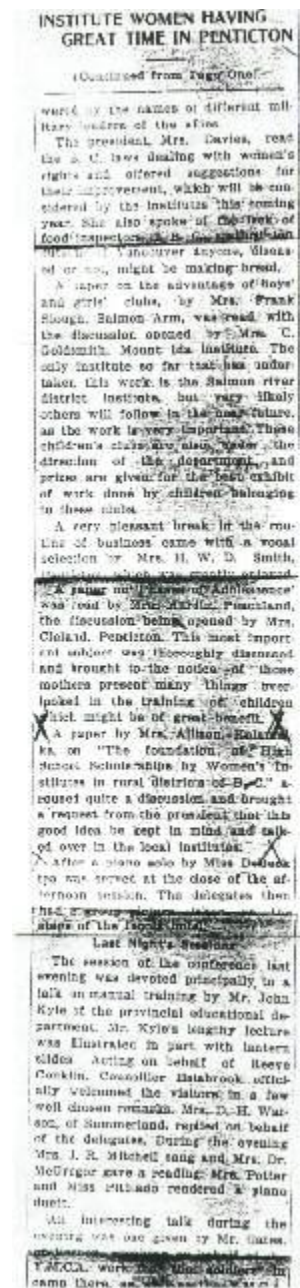 INSTITUTE WOMEN HAVING
GREAT TIME IN PENTICTON
(Continued from Page One)
world by the names of different mil-
itary leaders of the allies.
The president, Mrs. Davies, read
the B. C. laws dealing with women's
rights and offered suggestions for
their improvement, which will be con-
sidered by the institutes this coming
year. She also spoke of the lack of
food inspectors
Vancouver anyone, diseas-
ed or not, might be making bread.
A paper on the advantage of boys'
and girls' clubs, by Mrs. Frank
Slough, Salmon Arm, was read with
the discussion opened by Mrs. C.
Goldsmith, Mount Ida Institute. The
only institute so far that has under-
taken this work is the Salmon river
district institute, but very likely
others will follow in the near future,
as the work is very important. These
children's clubs are also under the
direction of the department, and
prizes are given for the best exhibit
of work done by children belonging
to these clubs.
A very pleasant break in the rou-
tine of business came with a vocal
selection by Mrs. H. W. D. Smith,
A paper on "Phases of Adolescence"
was read by Mrs. Peachland,
the discussion being opened by Mrs.
Cleland, Penticton. This most import-
ant subject was thoroughly discussed
and brought to the notice of those
mothers present many things over-
looked in the training of children
which might be of great benefit.
A paper by Mrs. Allison,
ka, on "The foundation of High
School Scholarships by Women's In-
stitutes in rural districts of B. C." a-
roused quite a discussion and brought
a request from the president that this
good idea be kept in mind and talk-
ed over in the local institutes.
After a piano solo by Miss
tea was served at the close of the af-
ternoon session. The delegates then
had a group picture
steps of the Incola hotel.
Last Night's Session
The session of the conference last
evening was devoted principally to a
talk on manual training by Mr. John
Kyle of the provincial educational de-
partment. Mr. Kyle's lengthy lecture
was illustrated in part with lantern
slides. Acting on behalf of Reeve
Conklin, Councillor Estabrook offici-
ally welcomed the visitors in a few
well chosen remarks. Mrs. D. H. Wat-
son, of Summerland, replied on behalf
of the delegates. During the evening
Mrs. J. R. Mitchell sang and Mrs. Dr.
McGregor gave a reading. Mrs. Potter
and Miss Pittado rendered a piano
duett.
An interesting talk during the
evening was one given by Mr. Gates,
Y.M.C.A. work soldiers in
camp there,